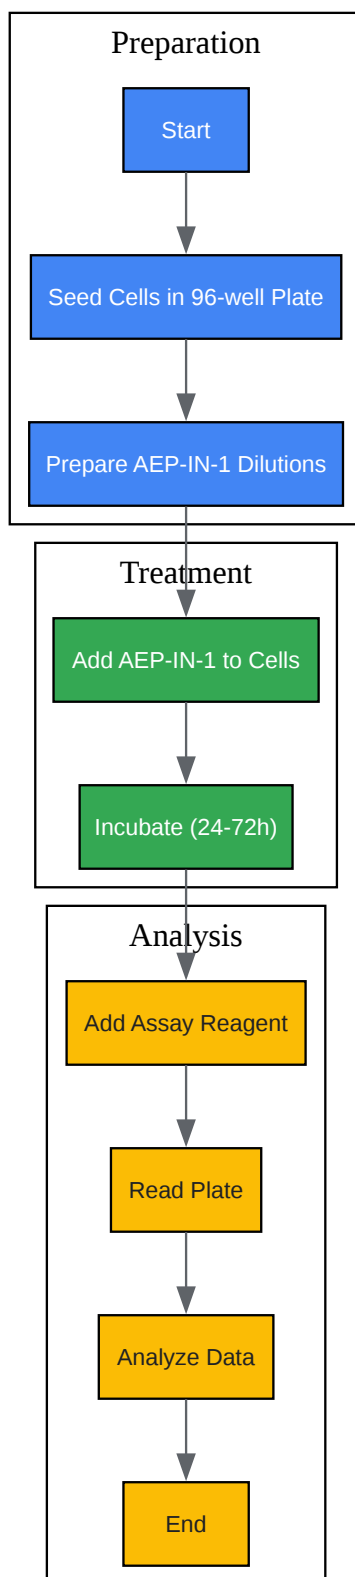 Preparation
Start
Seed Cells in 96-well Plate
Prepare AEP-IN-1 Dilutions
Treatment
Add AEP-IN-1 to Cells
Incubate (24-72h)
Analysis
Add Assay Reagent
Read Plate
Analyze Data
End